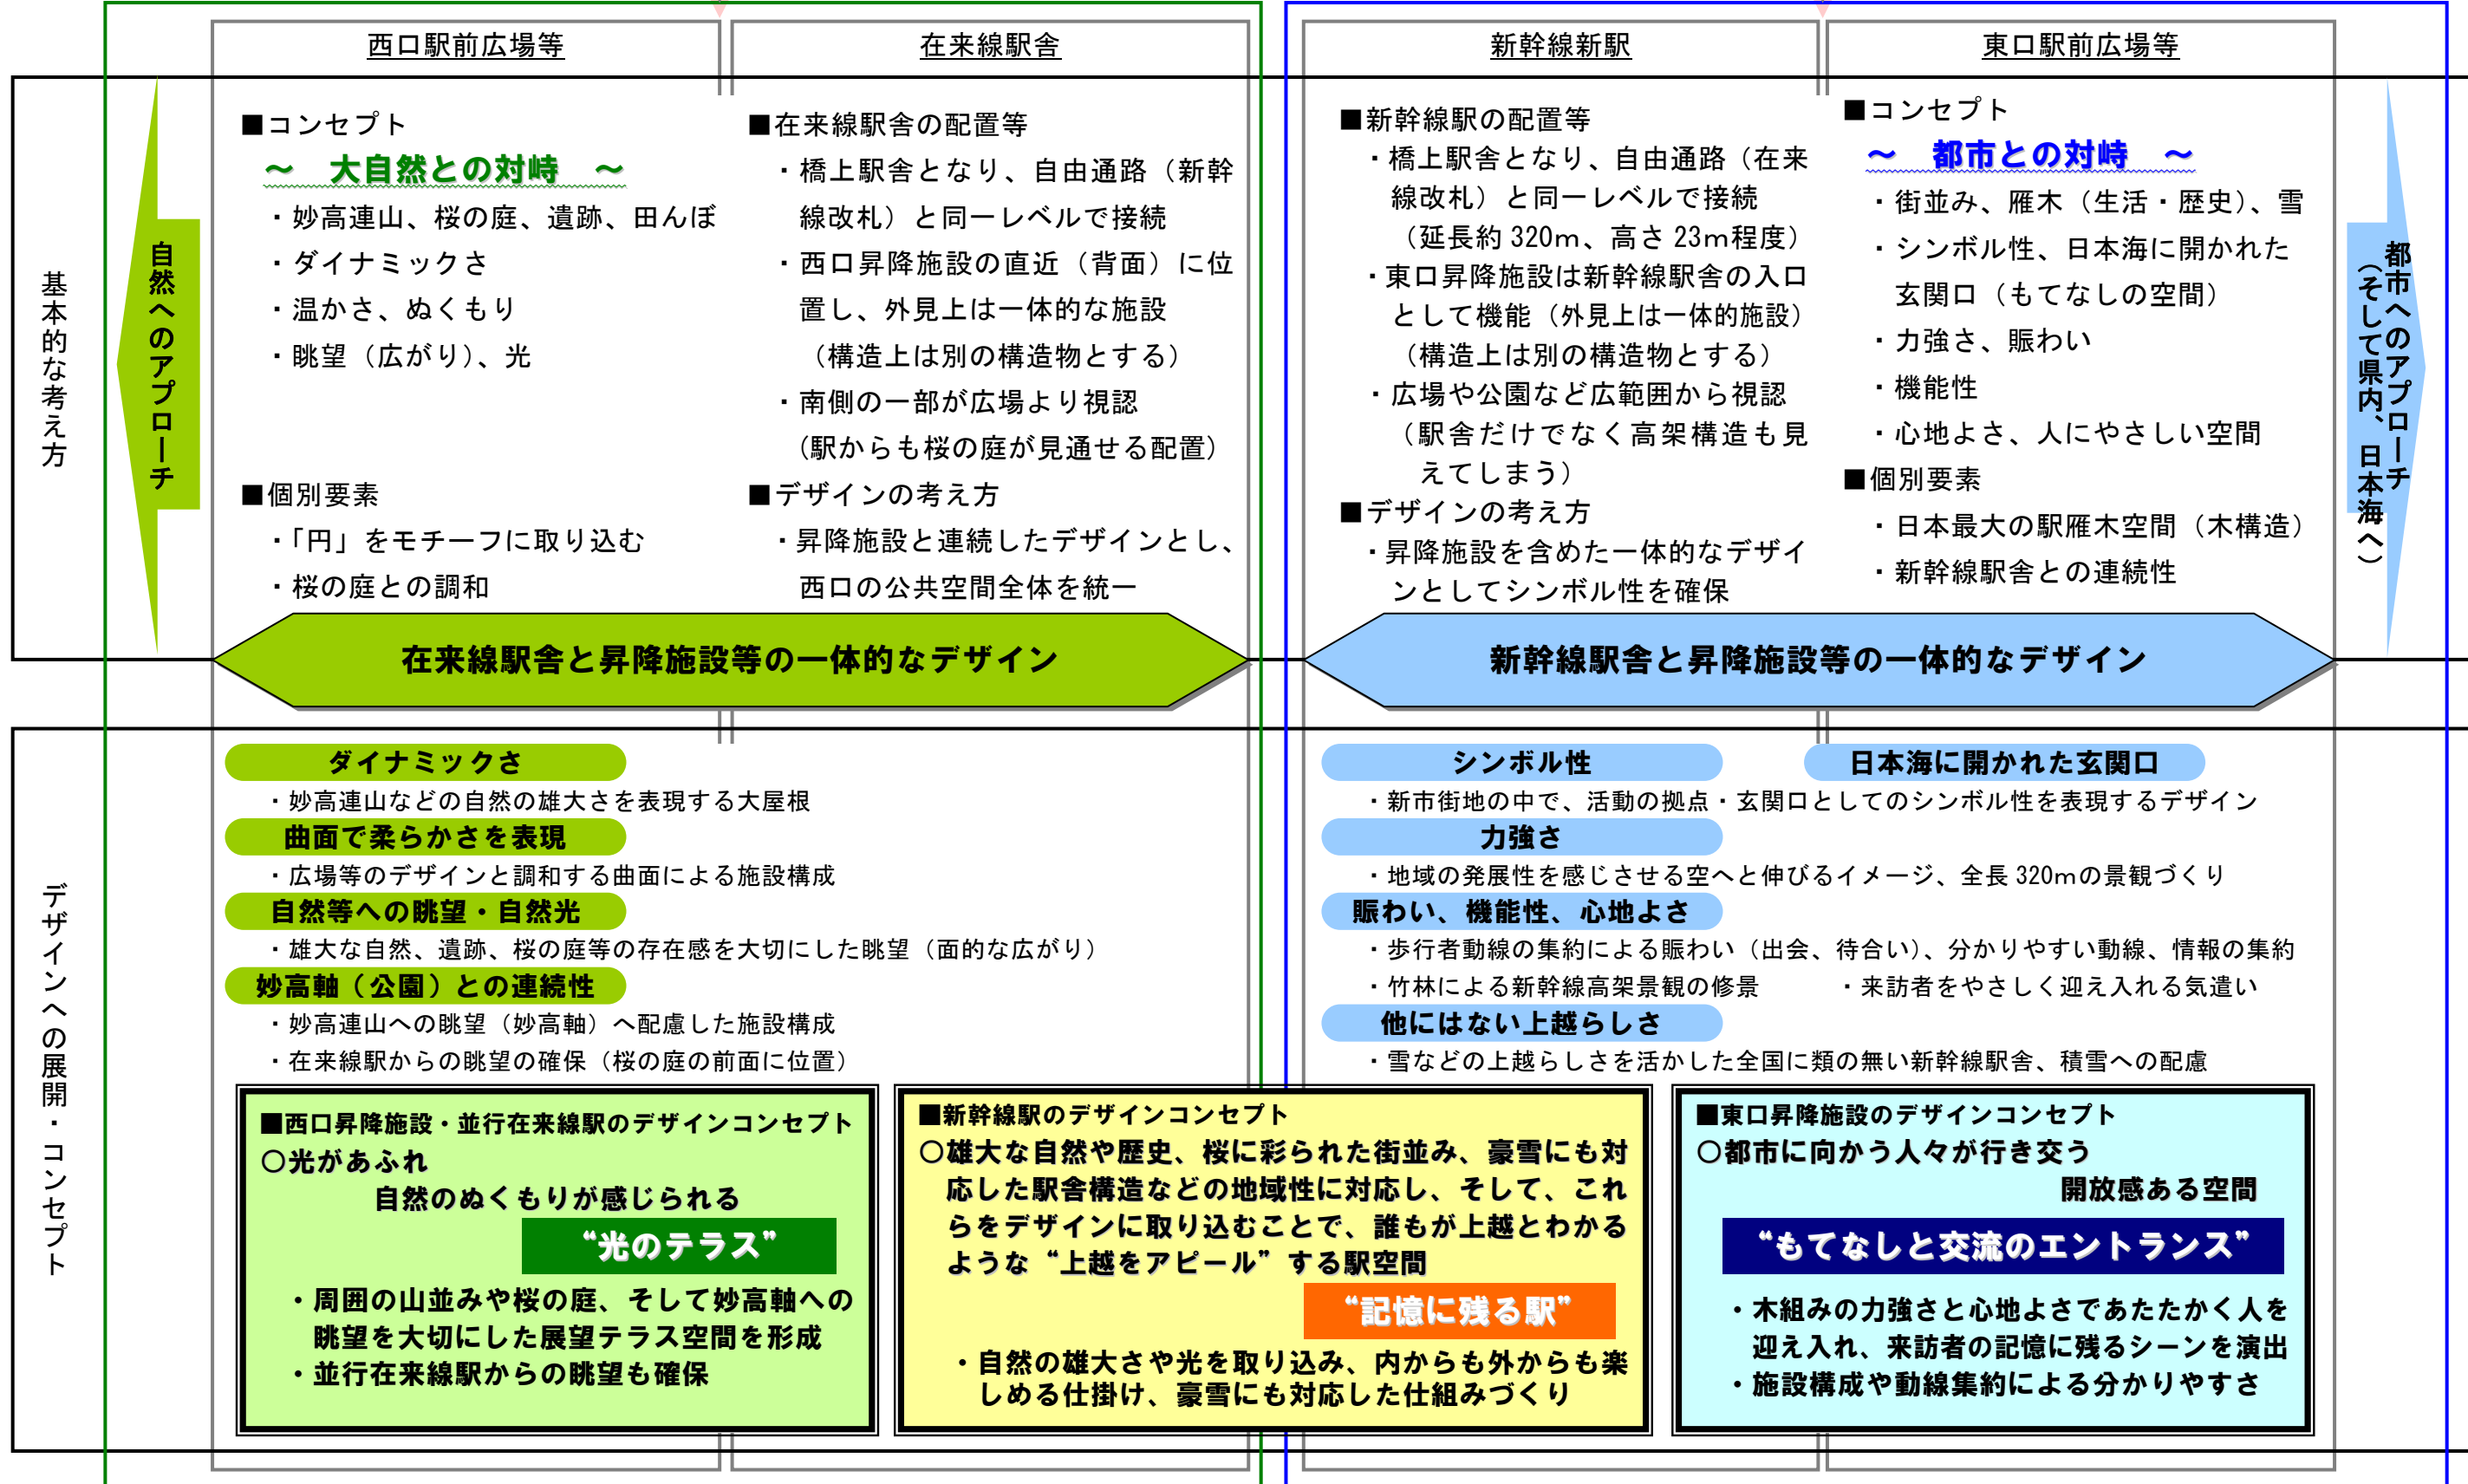 西口駅前広場等
在来線駅舎
新幹線新駅
東口駅前広場等
基本的な考え方
自然へのアプローチ
■コンセプト
～　大自然との対峙　～
・妙高連山、桜の庭、遺跡、田んぼ
・ダイナミックさ
・温かさ、ぬくもり
・眺望（広がり）、光
■個別要素
・「円」をモチーフに取り込む
・桜の庭との調和
■在来線駅舎の配置等
・橋上駅舎となり、自由通路（新幹
線改札）と同一レベルで接続
・西口昇降施設の直近（背面）に位
置し、外見上は一体的な施設
（構造上は別の構造物とする）
・南側の一部が広場より視認
（駅からも桜の庭が見通せる配置）
■デザインの考え方
・昇降施設と連続したデザインとし、
西口の公共空間全体を統一
在来線駅舎と昇降施設等の一体的なデザイン
■新幹線駅の配置等
・橋上駅舎となり、自由通路（在来
線改札）と同一レベルで接続
（延長約 320ｍ、高さ 23ｍ程度）
・東口昇降施設は新幹線駅舎の入口
として機能（外見上は一体的施設）
（構造上は別の構造物とする）
・広場や公園など広範囲から視認
（駅舎だけでなく高架構造も見
えてしまう）
■デザインの考え方
・昇降施設を含めた一体的なデザイ
ンとしてシンボル性を確保
■コンセプト
～　都市との対峙　～
・街並み、雁木（生活・歴史）、雪
・シンボル性、日本海に開かれた
玄関口（もてなしの空間）
・力強さ、賑わい
・機能性
・心地よさ、人にやさしい空間
■個別要素
・日本最大の駅雁木空間（木構造）
・新幹線駅舎との連続性
都市へのアプローチ
（そして県内、日本海へ）
新幹線駅舎と昇降施設等の一体的なデザイン
デザインへの展開・コンセプト
ダイナミックさ
・妙高連山などの自然の雄大さを表現する大屋根
曲面で柔らかさを表現
・広場等のデザインと調和する曲面による施設構成
自然等への眺望・自然光
・雄大な自然、遺跡、桜の庭等の存在感を大切にした眺望（面的な広がり）
妙高軸（公園）との連続性
・妙高連山への眺望（妙高軸）へ配慮した施設構成
・在来線駅からの眺望の確保（桜の庭の前面に位置）
シンボル性
日本海に開かれた玄関口
・新市街地の中で、活動の拠点・玄関口としてのシンボル性を表現するデザイン
力強さ
・地域の発展性を感じさせる空へと伸びるイメージ、全長 320ｍの景観づくり
賑わい、機能性、心地よさ
・歩行者動線の集約による賑わい（出会、待合い）、分かりやすい動線、情報の集約
・竹林による新幹線高架景観の修景　・来訪者をやさしく迎え入れる気遣い
他にはない上越らしさ
・雪などの上越らしさを活かした全国に類の無い新幹線駅舎、積雪への配慮
■西口昇降施設・並行在来線駅のデザインコンセプト
○光があふれ
自然のぬくもりが感じられる
“光のテラス”
・周囲の山並みや桜の庭、そして妙高軸への
眺望を大切にした展望テラス空間を形成
・並行在来線駅からの眺望も確保
■新幹線駅のデザインコンセプト
○雄大な自然や歴史、桜に彩られた街並み、豪雪にも対
応した駅舎構造などの地域性に対応し、そして、これ
らをデザインに取り込むことで、誰もが上越とわかる
ような“上越をアピール”する駅空間
“記憶に残る駅”
・自然の雄大さや光を取り込み、内からも外からも楽
しめる仕掛け、豪雪にも対応した仕組みづくり
■東口昇降施設のデザインコンセプト
○都市に向かう人々が行き交う
開放感ある空間
“もてなしと交流のエントランス”
・木組みの力強さと心地よさであたたかく人を
迎え入れ、来訪者の記憶に残るシーンを演出
・施設構成や動線集約による分かりやすさ